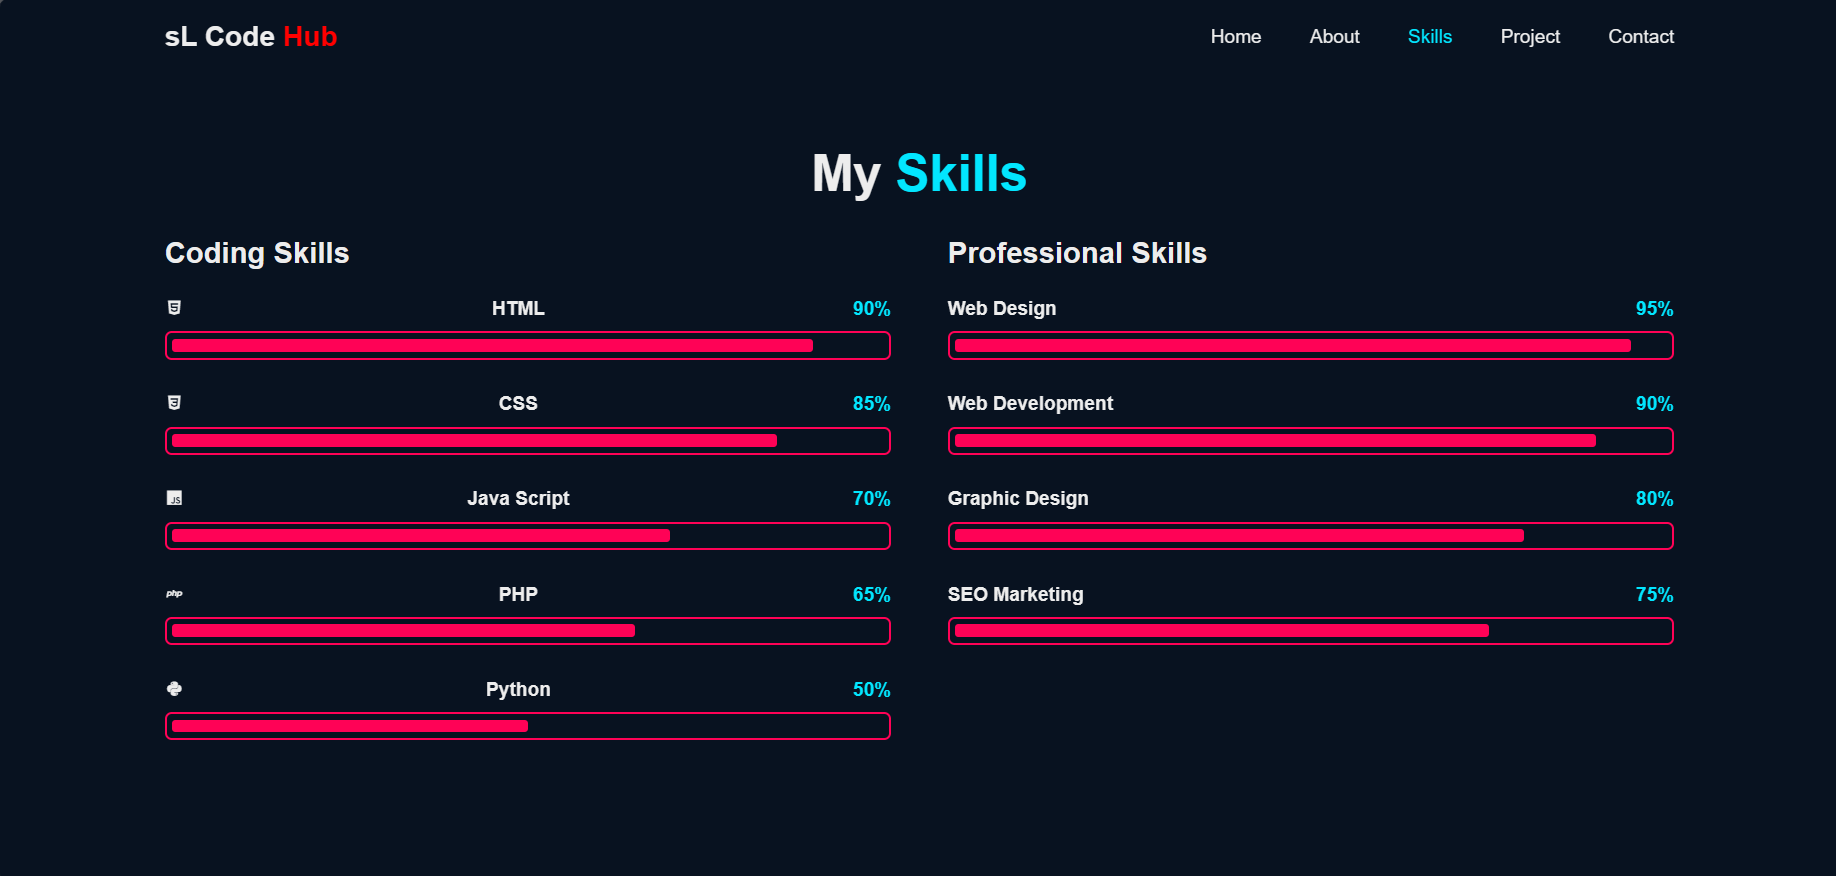 sL Code Hub
Home About Skills Project Contact
My Skills
Coding Skills
HTML 90%
CSS 85%
JS Java Script 70%
php PHP 65%
Python 50%
Professional Skills
Web Design 95%
Web Development 90%
Graphic Design 80%
SEO Marketing 75%